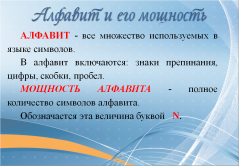 Алфавит и его мощность
АЛФАВИТ - все множество используемых в
языке символов.
В алфавит включаются: знаки препинания,
цифры, скобки, пробел.
МОЩНОСТЬ АЛФАВИТА - полное
количество символов алфавита.
Обозначается эта величина буквой N.